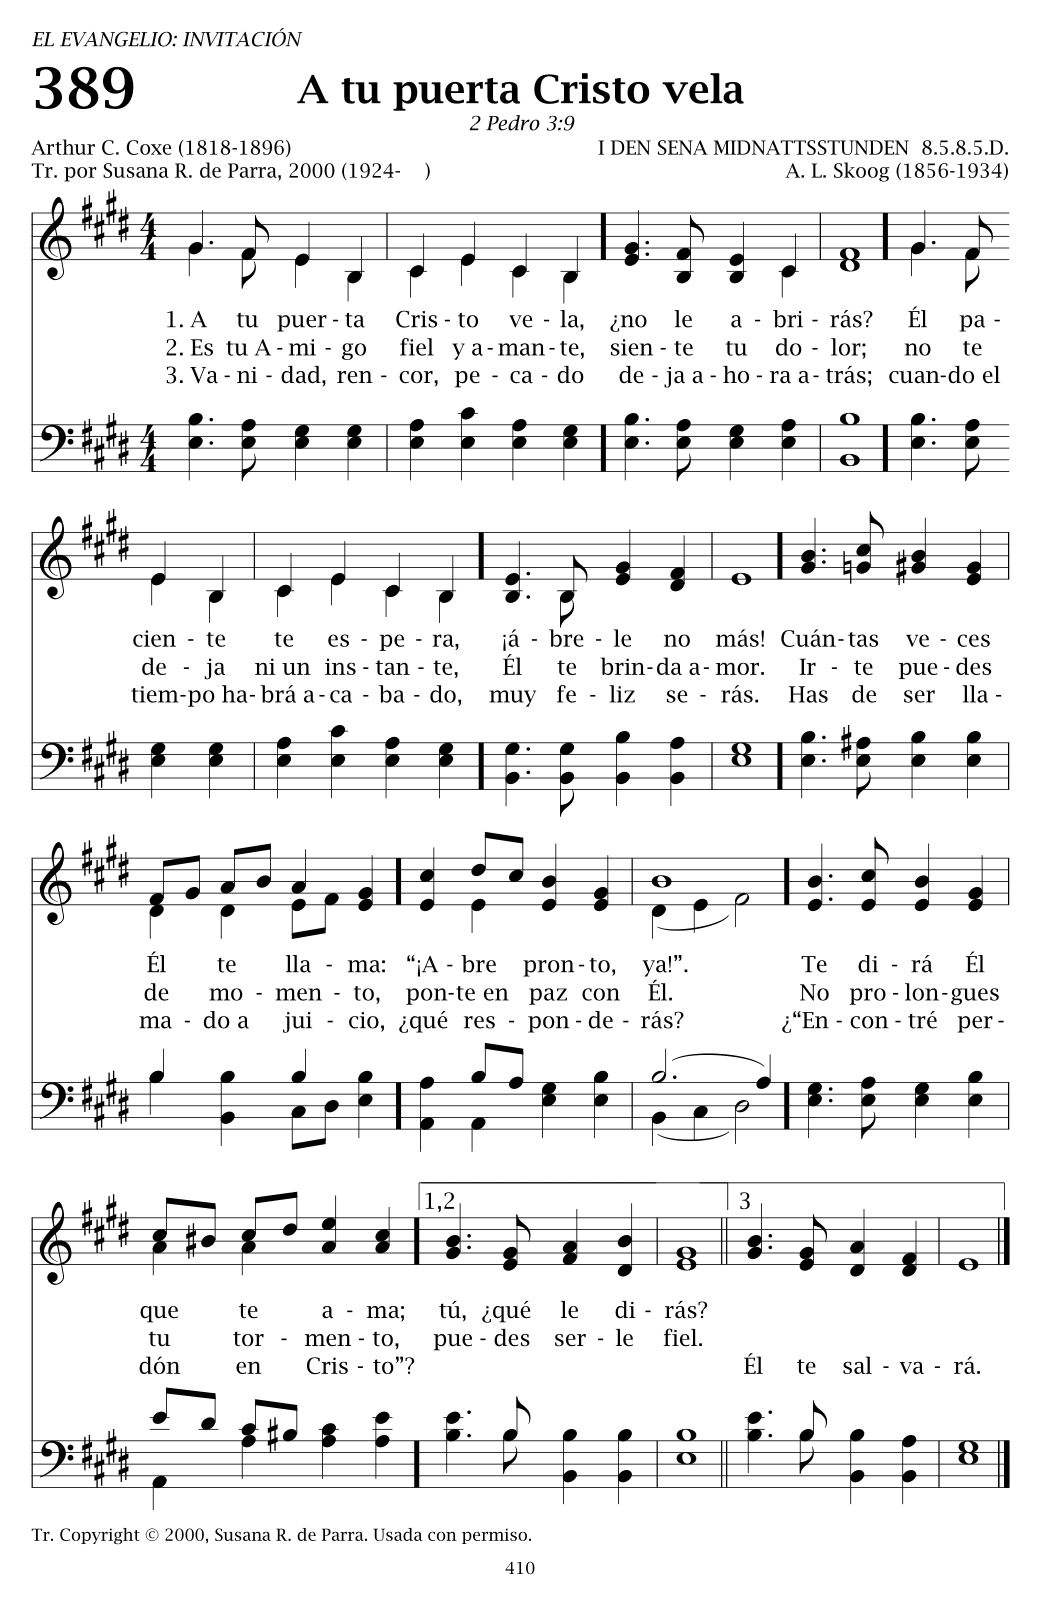 EL EVANGELIO: INVITACIÓN
389 A tu puerta Cristo vela
2 Pedro 3:9
Arthur C. Coxe (1818-1896) I DEN SENA MIDNATTSSTUNDEN 8.5.8.5.D.
Tr. por Susana R. de Parra, 2000 (1924- ) A. L. Skoog (1856-1934)
1. A tu puer - ta Cris - to ve - la, ¿no le a - bri - rás? Él pa -
2. Es tu A - mi - go fiel y a - man - te, sien - te tu do - lor; no te
3. Va - ni - dad, ren - cor, pe - ca - do de - ja a - ho - ra a - trás; cuan-do el
cien - te te es - pe - ra, ¡á - bre - le no más! Cuán - tas ve - ces
de - ja ni un ins - tan - te, Él te brin - da a - mor. Ir - te pue - des
tiem - po ha - brá a - ca - ba - do, muy fe - liz se - rás. Has de ser lla -
Él te lla - ma: “¡A - bre pron - to, ya!”. Te di - rá Él
de mo - men - to, pon - te en paz con Él. No pro - lon - gues
ma - do a jui - cio, ¿qué res - pon - de - rás? ¿“En - con - tré per -
1,2 3
que te a - ma; tú, ¿qué le di - rás?
tu tor - men - to, pue - des ser - le fiel.
dón en Cris - to”? Él te sal - va - rá.
Tr. Copyright © 2000, Susana R. de Parra. Usada con permiso.
410